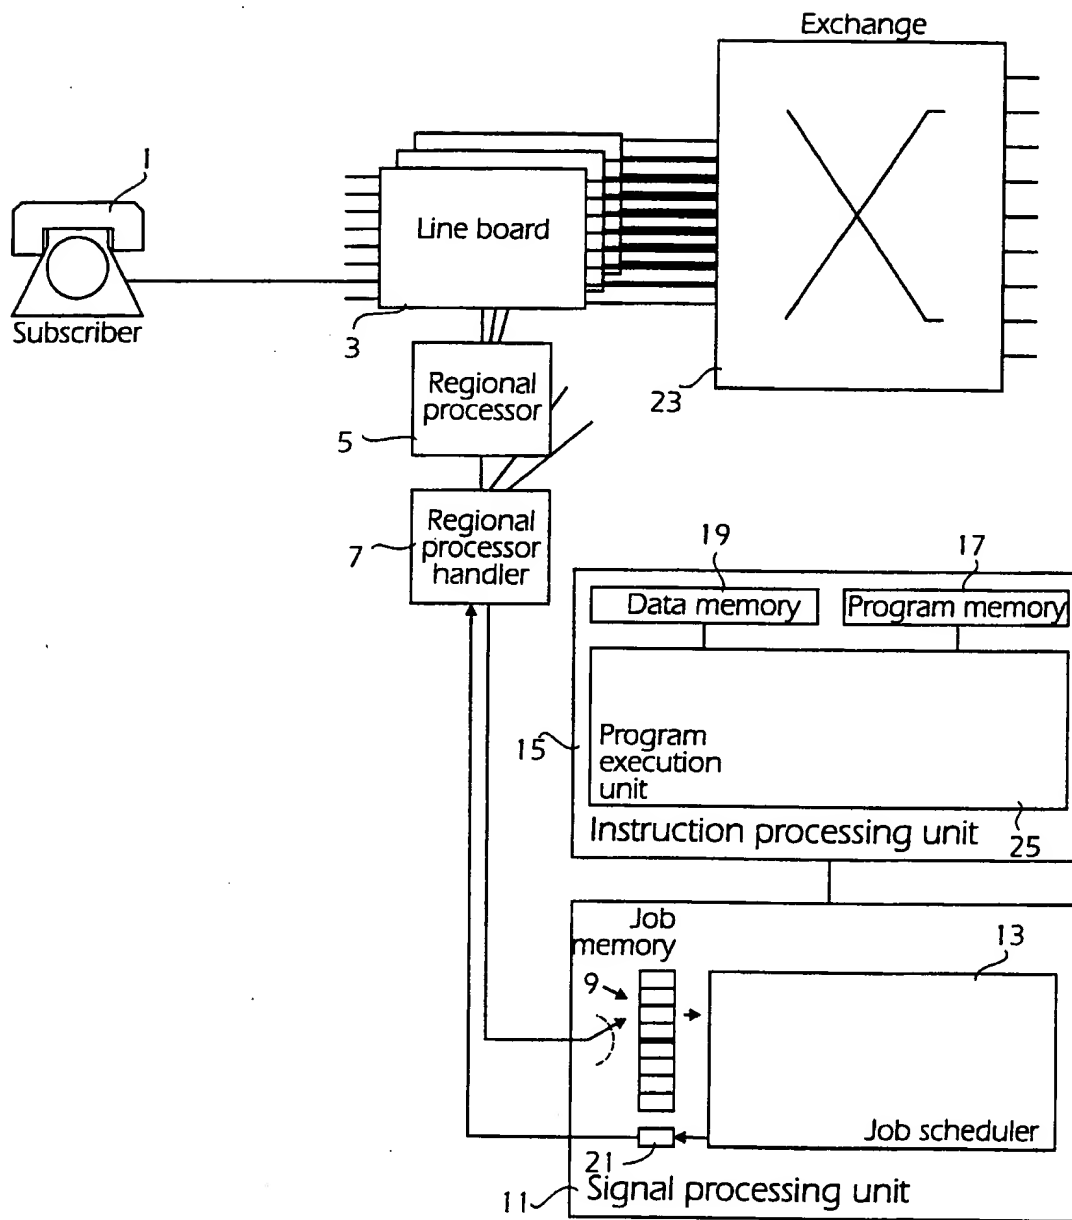 Exchange
1
Line board
Subscriber
3
23
Regional
processor
5
Regional
processor
handler
7
19
17
Data memory
Program memory
15
Program
execution
unit
Instruction processing unit
25
Job
memory
13
9
Job scheduler
21
11
Signal processing unit